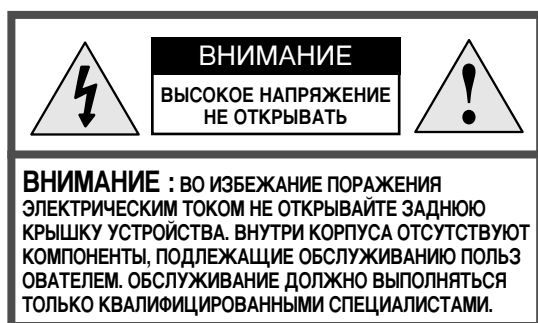 ВНИМАНИЕ
ВЫСОКОЕ НАПРЯЖЕНИЕ
НЕ ОТКРЫВАТЬ
ВНИМАНИЕ : ВО ИЗБЕЖАНИЕ ПОРАЖЕНИЯ
ЭЛЕКТРИЧЕСКИМ ТОКОМ НЕ ОТКРЫВАЙТЕ ЗАДНЮЮ
КРЫШКУ УСТРОЙСТВА. ВНУТРИ КОРПУСА ОТСУТСТВУЮТ
КОМПОНЕНТЫ, ПОДЛЕЖАЩИЕ ОБСЛУЖИВАНИЮ ПОЛЬЗ
ОВАТЕЛЕМ. ОБСЛУЖИВАНИЕ ДОЛЖНО ВЫПОЛНЯТЬСЯ
ТОЛЬКО КВАЛИФИЦИРОВАННЫМИ СПЕЦИАЛИСТАМИ.